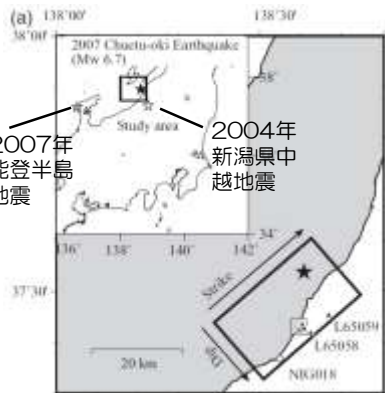 (a) 138°00' 138°30'
38°00'
2007 Chuetu-oki Earthquake
(Mw 6.7)
38'
Study area
2007年
能登半島
地震
2004年
新潟県中
越地震
34'
136° 138° 140° 142°
37°30'
Strike
Dip
L65059
L65058
NIG018
20 km